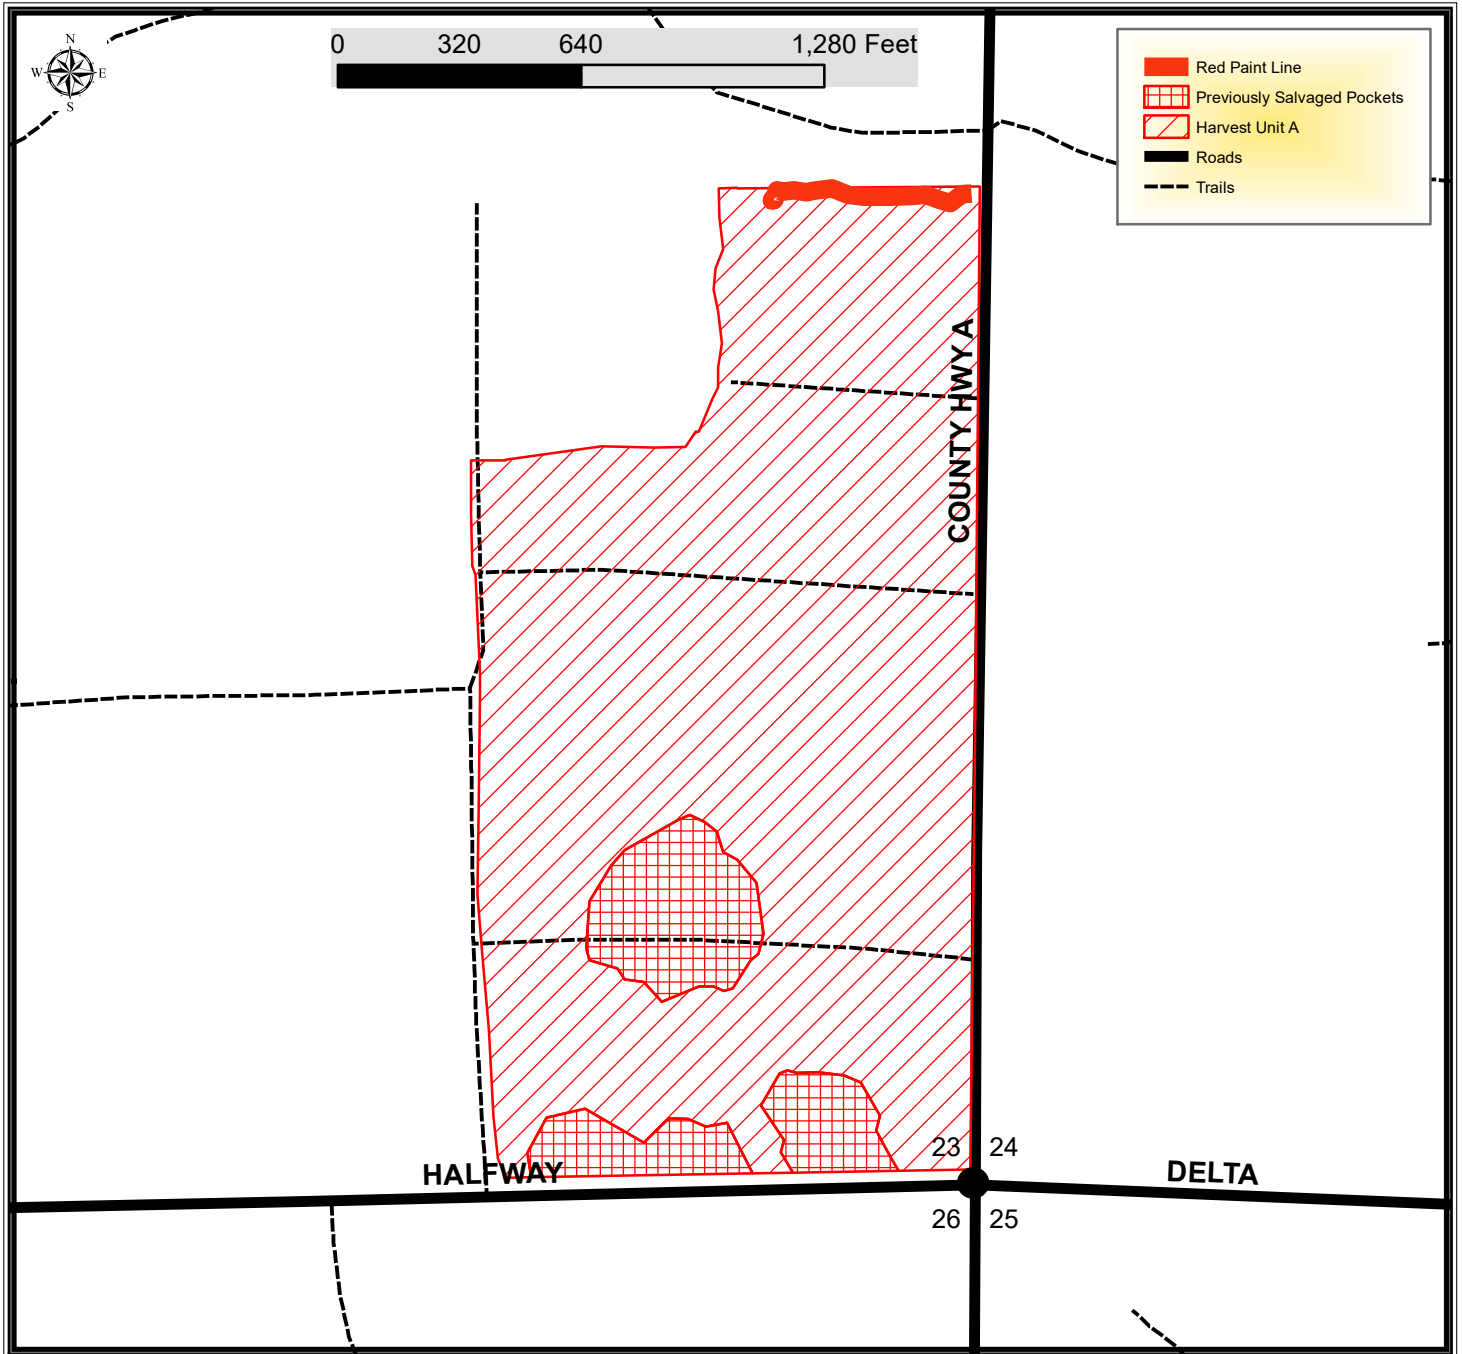 N
W E
S
0 320 640 1,280 Feet
Red Paint Line
Previously Salvaged Pockets
Harvest Unit A
Roads
Trails
COUNTY HWY A
23 24
HALFWAY
DELTA
26 25